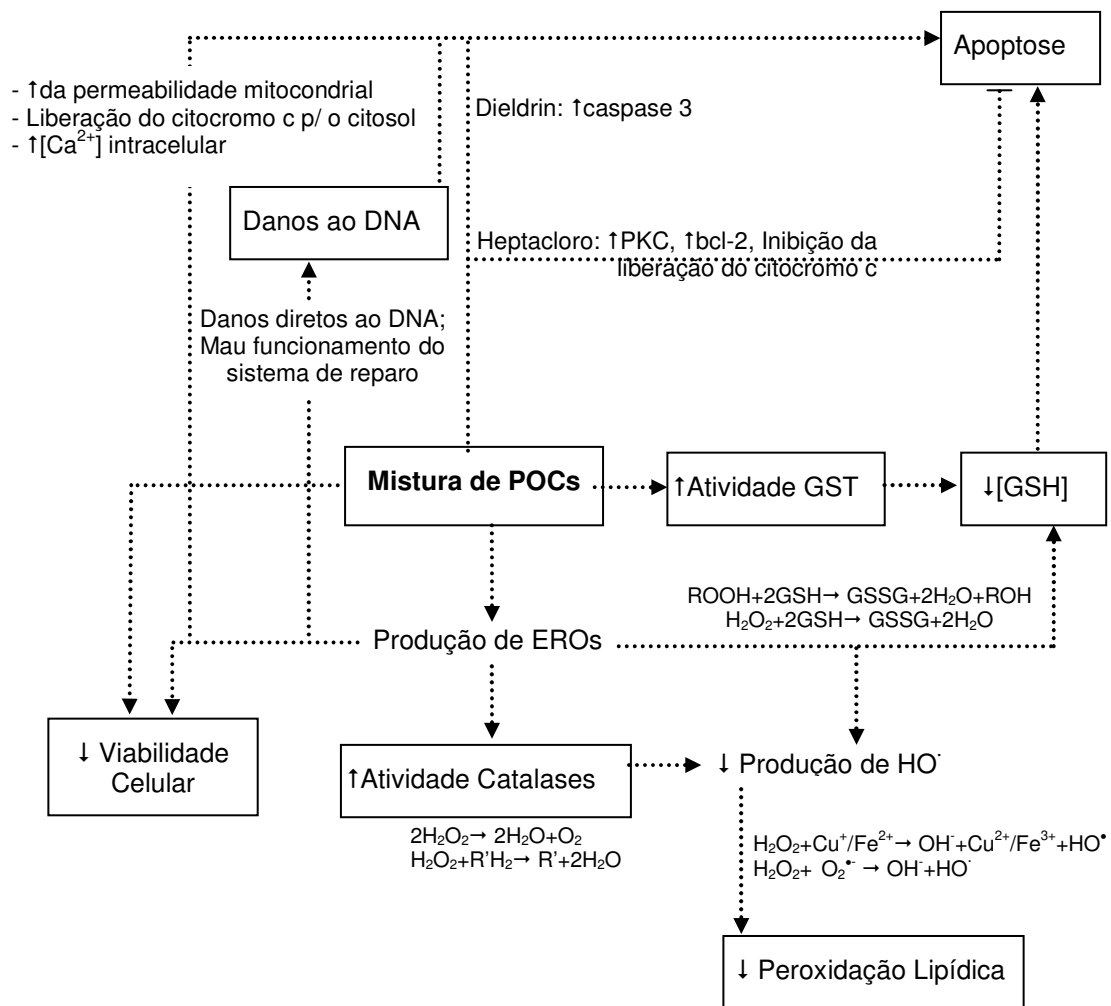 Apoptose
- ↑da permeabilidade mitocondrial
- Liberação do citocromo c p/ o citosol
- ↑[Ca²⁺] intracelular
Dieldrin: ↑caspase 3
Danos ao DNA
Heptacloro: ↑PKC, ↑bcl-2, Inibição da
liberação do citocromo c
Danos diretos ao DNA;
Mau funcionamento do
sistema de reparo
Mistura de POCs
↑Atividade GST
↓[GSH]
ROOH+2GSH→ GSSG+2H₂O+ROH
H₂O₂+2GSH→ GSSG+2H₂O
Produção de EROs
↓ Viabilidade
Celular
↑Atividade Catalases
↓ Produção de HO˙
2H₂O₂→ 2H₂O+O₂
H₂O₂+R'H₂→ R'+2H₂O
H₂O₂+Cu⁺/Fe²⁺→ OH⁻+Cu²⁺/Fe³⁺+HO•
H₂O₂+ O₂•⁻ → OH⁻+HO˙
↓ Peroxidação Lipídica